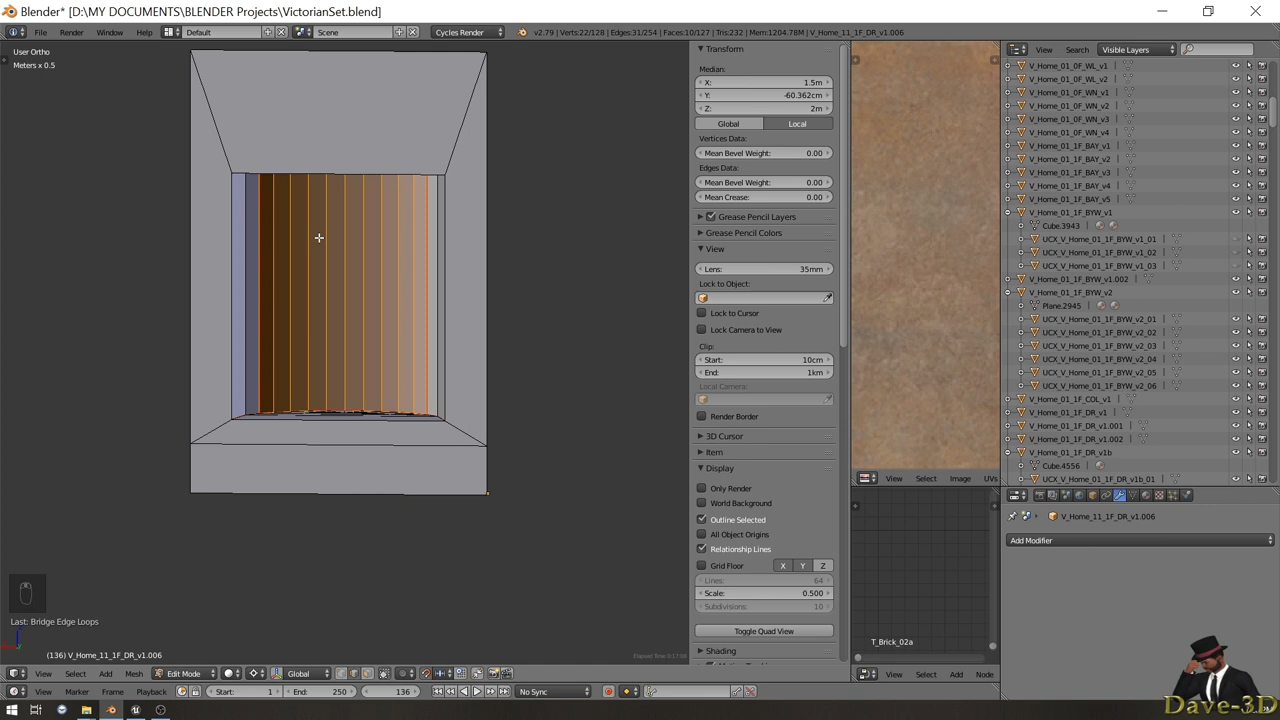 Blender* [D:\MY DOCUMENTS\BLENDER Projects\VictorianSet.blend]
File Render Window Help Default Scene Cycles Render v2.79 | Verts:22/128 | Edges:31/254 | Faces:10/127 | Tris:232 | Mem:1204.78M | V_Home_11_1F_DR_v1.006
User Ortho
Meters x 0.5
Last: Bridge Edge Loops
(136) V_Home_11_1F_DR_v1.006
View Select Add Mesh Edit Mode Global
View Marker Frame Playback Start: 1 End: 250 136 No Sync
Transform
Median:
X: 1.5m
Y: -60.362cm
Z: 2m
Global Local
Vertices Data:
Mean Bevel Weight: 0.00
Edges Data:
Mean Bevel Weight: 0.00
Mean Crease: 0.00
Grease Pencil Layers
Grease Pencil Colors
View
Lens: 35mm
Lock to Object:
Lock to Cursor
Lock Camera to View
Clip:
Start: 10cm
End: 1km
Local Camera:
Render Border
3D Cursor
Item
Display
Only Render
World Background
Outline Selected
All Object Origins
Relationship Lines
Grid Floor X Y Z
Lines: 64
Scale: 0.500
Subdivisions: 10
Toggle Quad View
Shading
View Select Image UVs
T_Brick_02a
View Select Add Node
View Search Visible Layers
V_Home_01_0F_WL_v1
V_Home_01_0F_WL_v2
V_Home_01_0F_WN_v1
V_Home_01_0F_WN_v2
V_Home_01_0F_WN_v3
V_Home_01_0F_WN_v4
V_Home_01_1F_BAY_v1
V_Home_01_1F_BAY_v2
V_Home_01_1F_BAY_v3
V_Home_01_1F_BAY_v4
V_Home_01_1F_BAY_v5
V_Home_01_1F_BYW_v1
Cube.3943
UCX_V_Home_01_1F_BYW_v1_01
UCX_V_Home_01_1F_BYW_v1_02
UCX_V_Home_01_1F_BYW_v1_03
V_Home_01_1F_BYW_v1.002
V_Home_01_1F_BYW_v2
Plane.2945
UCX_V_Home_01_1F_BYW_v2_01
UCX_V_Home_01_1F_BYW_v2_02
UCX_V_Home_01_1F_BYW_v2_03
UCX_V_Home_01_1F_BYW_v2_04
UCX_V_Home_01_1F_BYW_v2_05
UCX_V_Home_01_1F_BYW_v2_06
V_Home_01_1F_COL_v1
V_Home_01_1F_DR_v1
V_Home_01_1F_DR_v1.001
V_Home_01_1F_DR_v1.002
V_Home_01_1F_DR_v1b
Cube.4556
UCX_V_Home_01_1F_DR_v1b_01
V_Home_11_1F_DR_v1.006
Add Modifier
Dave-3D